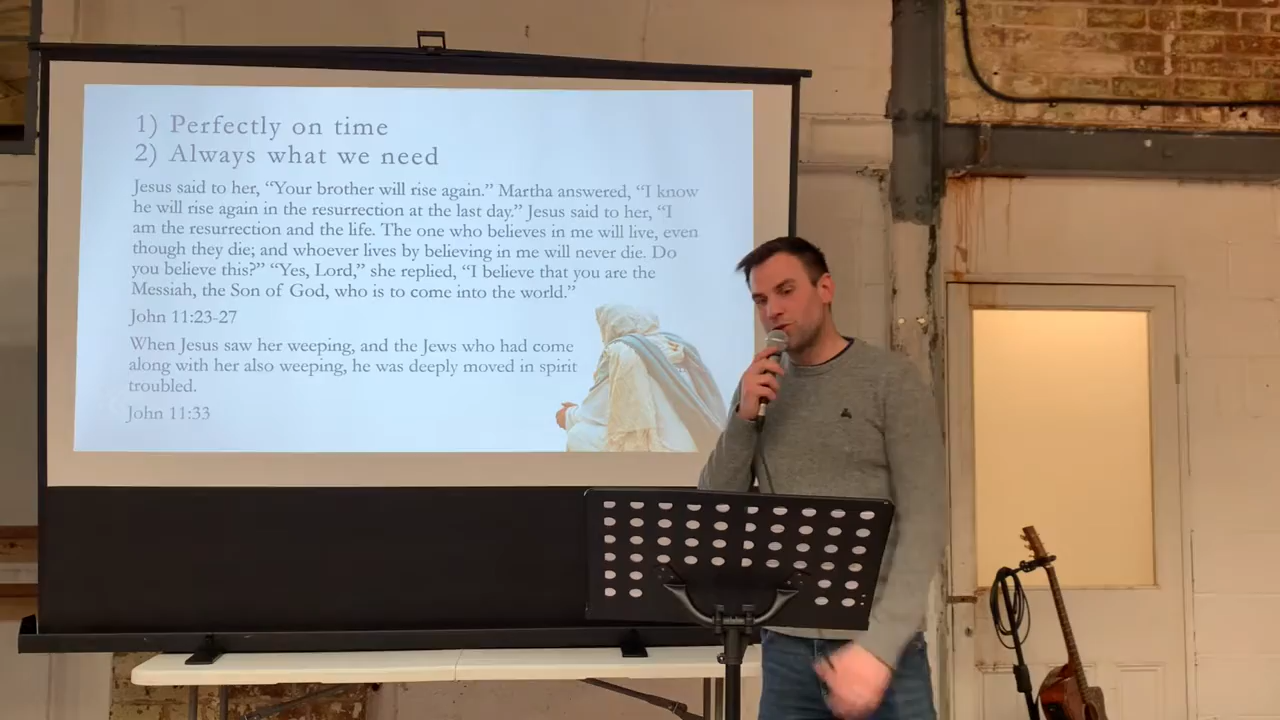 1) Perfectly on time
2) Always what we need
Jesus said to her, “Your brother will rise again.” Martha answered, “I know
he will rise again in the resurrection at the last day.” Jesus said to her, “I
am the resurrection and the life. The one who believes in me will live, even
though they die; and whoever lives by believing in me will never die. Do
you believe this?” “Yes, Lord,” she replied, “I believe that you are the
Messiah, the Son of God, who is to come into the world.”
John 11:23-27
When Jesus saw her weeping, and the Jews who had come
along with her also weeping, he was deeply moved in spirit
troubled.
John 11:33